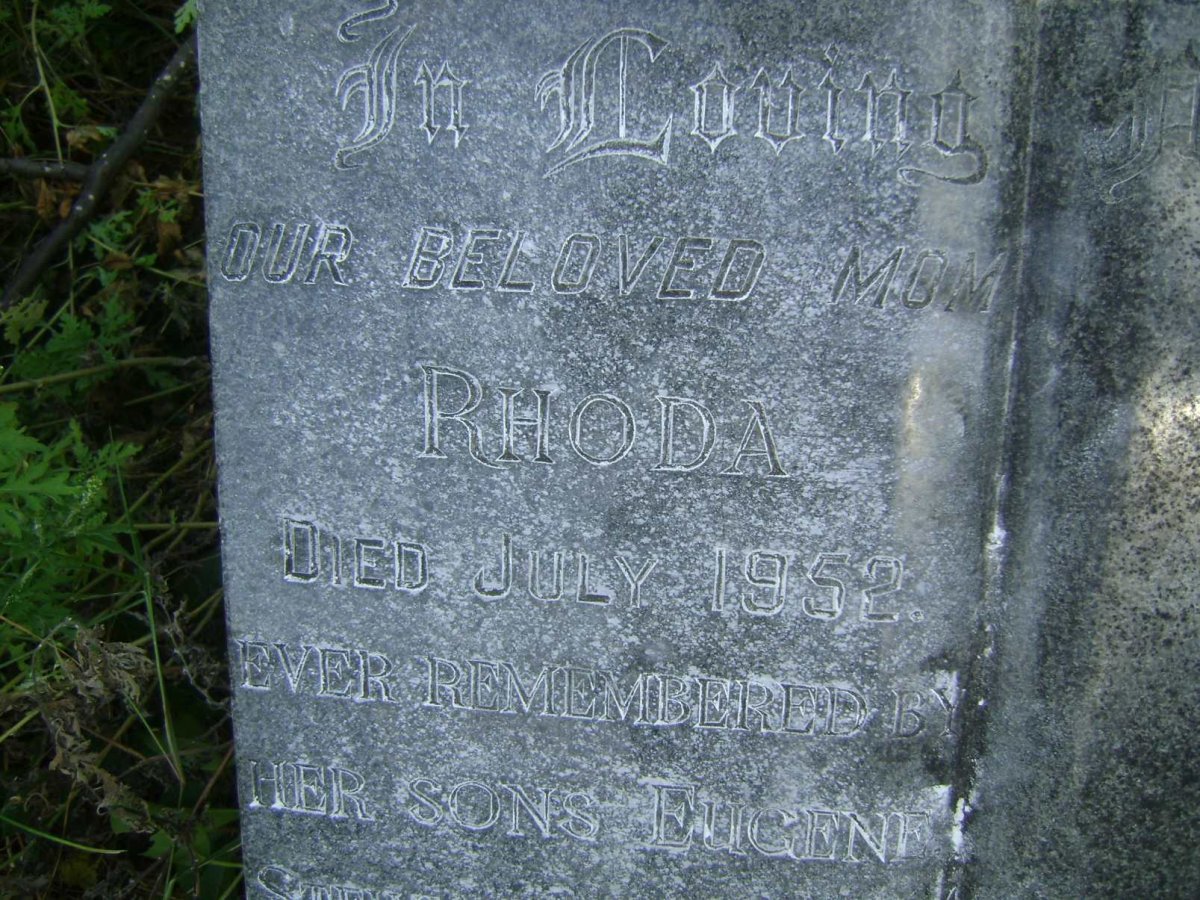 In Loving
OUR BELOVED MOM
RHODA
DIED JULY 1952.
EVER REMEMBERED BY
HER SONS EUGENE